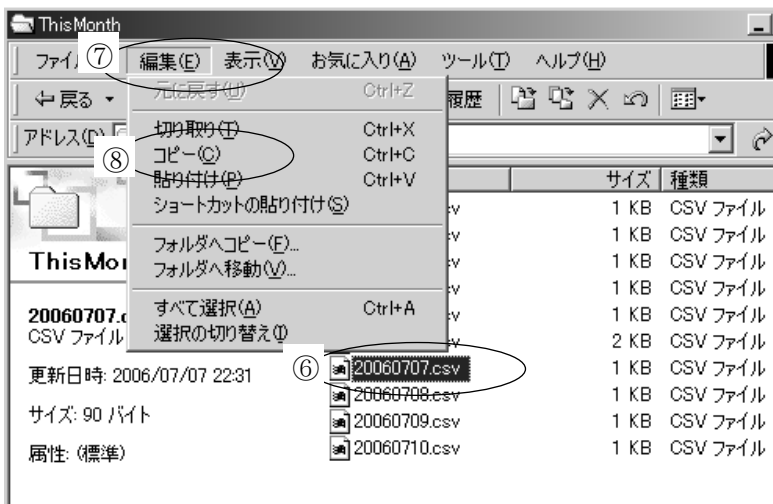 ThisMonth
ファイル ⑦ 編集(E) 表示(V) お気に入り(A) ツール(T) ヘルプ(H)
戻る 履歴
元に戻す(U) Ctrl+Z
アドレス(D)
切り取り(T) Ctrl+X
⑧ コピー(C) Ctrl+C
貼り付け(P) Ctrl+V
ショートカットの貼り付け(S)
フォルダへコピー(F)...
フォルダへ移動(V)...
すべて選択(A) Ctrl+A
選択の切り替え(I)
サイズ 種類
v 1 KB CSV ファイル
v 1 KB CSV ファイル
v 1 KB CSV ファイル
v 1 KB CSV ファイル
v 1 KB CSV ファイル
v 2 KB CSV ファイル
⑥ 20060707.csv 1 KB CSV ファイル
20060708.csv 1 KB CSV ファイル
20060709.csv 1 KB CSV ファイル
20060710.csv 1 KB CSV ファイル
ThisMo
20060707.c
CSV ファイル
更新日時: 2006/07/07 22:31
サイズ: 90 バイト
属性: (標準)